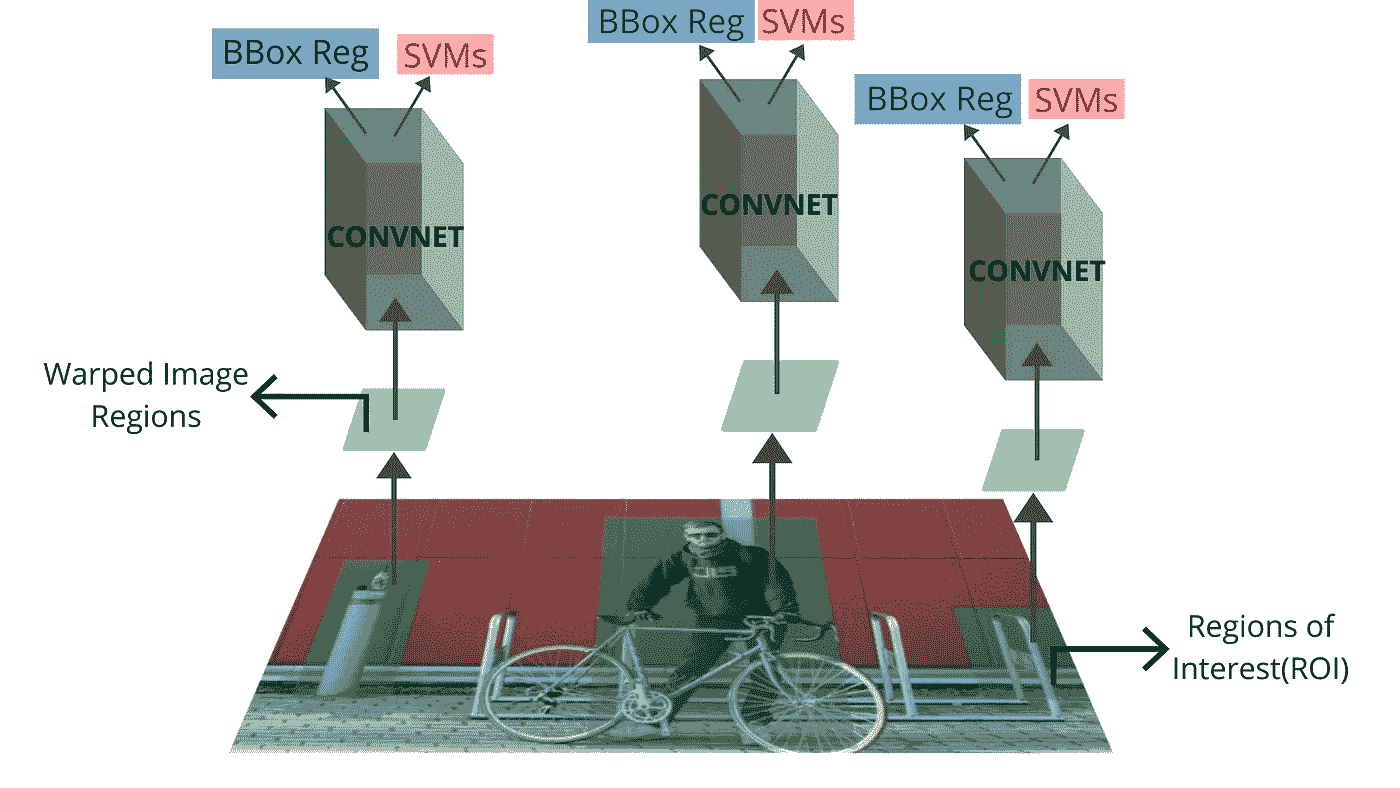 BBox Reg SVMs
BBox Reg SVMs
BBox Reg SVMs
CONVNET
CONVNET
CONVNET
Warped Image
Regions
Regions of
Interest(ROI)